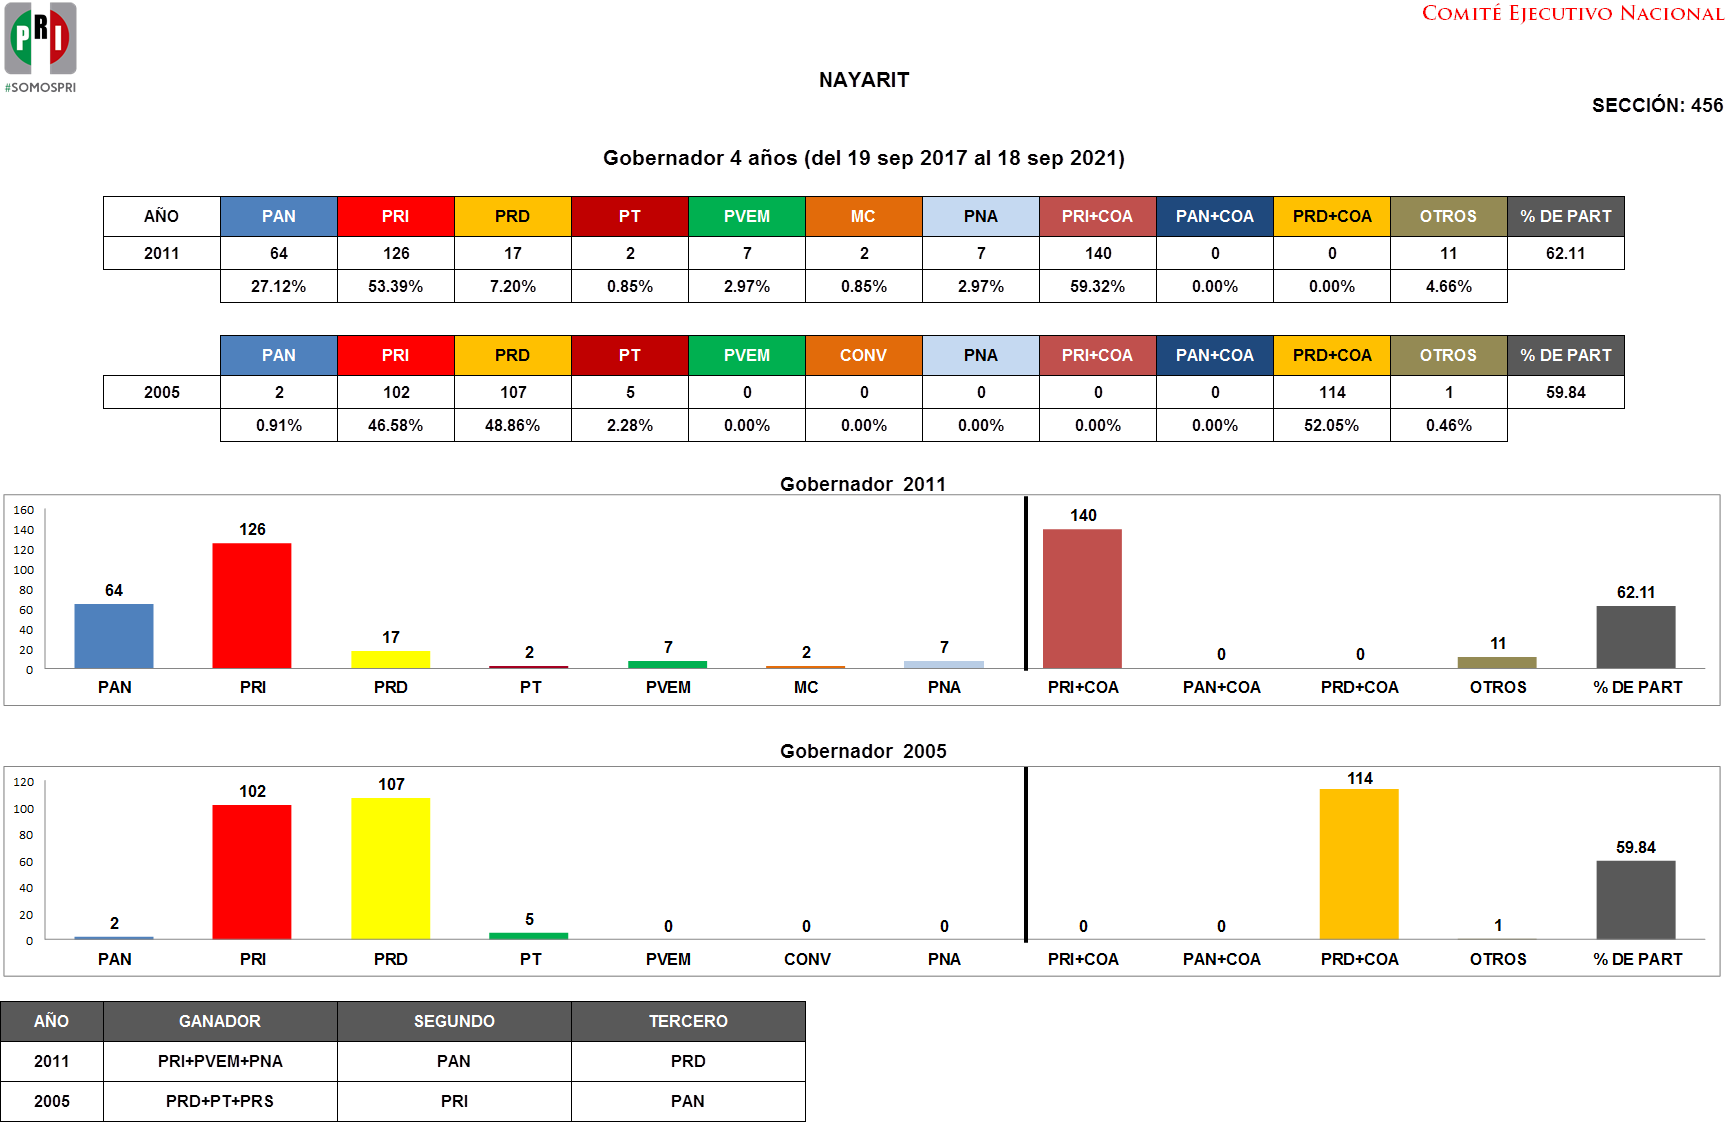 PRI
#SOMOSPRI
COMITÉ EJECUTIVO NACIONAL
NAYARIT
SECCIÓN: 456
Gobernador 4 años (del 19 sep 2017 al 18 sep 2021)
AÑO PAN PRI PRD PT PVEM MC PNA PRI+COA PAN+COA PRD+COA OTROS % DE PART
2011 64 126 17 2 7 2 7 140 0 0 11 62.11
27.12% 53.39% 7.20% 0.85% 2.97% 0.85% 2.97% 59.32% 0.00% 0.00% 4.66%
PAN PRI PRD PT PVEM CONV PNA PRI+COA PAN+COA PRD+COA OTROS % DE PART
2005 2 102 107 5 0 0 0 0 0 114 1 59.84
0.91% 46.58% 48.86% 2.28% 0.00% 0.00% 0.00% 0.00% 0.00% 52.05% 0.46%
Gobernador 2011
160
140
120
100
80
60
40
20
0
64 126 17 2 7 2 7 140 0 0 11 62.11
PAN PRI PRD PT PVEM MC PNA PRI+COA PAN+COA PRD+COA OTROS % DE PART
Gobernador 2005
120
100
80
60
40
20
0
2 102 107 5 0 0 0 0 0 114 1 59.84
PAN PRI PRD PT PVEM CONV PNA PRI+COA PAN+COA PRD+COA OTROS % DE PART
AÑO GANADOR SEGUNDO TERCERO
2011 PRI+PVEM+PNA PAN PRD
2005 PRD+PT+PRS PRI PAN